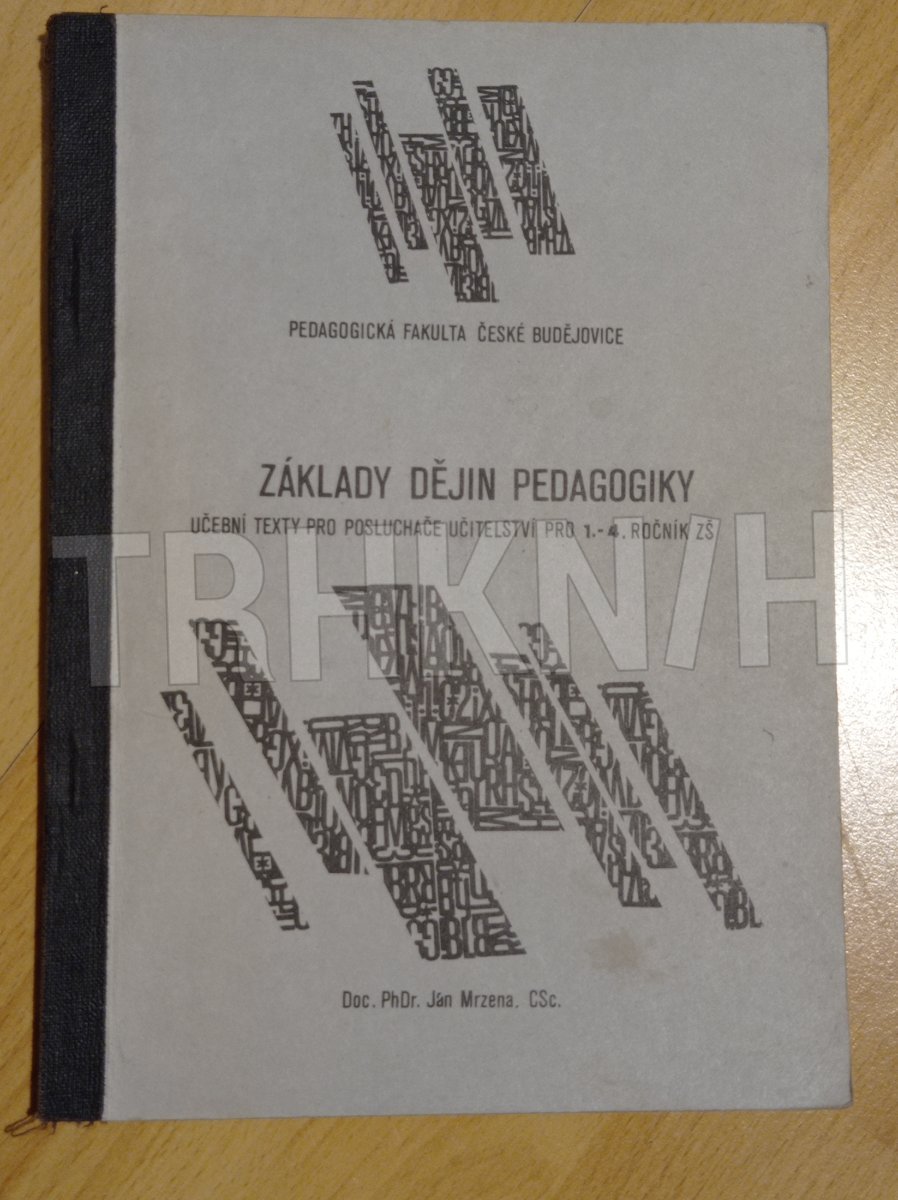 PEDAGOGICKÁ FAKULTA ČESKÉ BUDĚJOVICE
ZÁKLADY DĚJIN PEDAGOGIKY
UČEBNÍ TEXTY PRO POSLUCHAČE UČITELSTVÍ PRO 1.-4. ROČNÍK ZŠ
TRHKNIH
Doc. PhDr. Ján Mrzena, CSc.